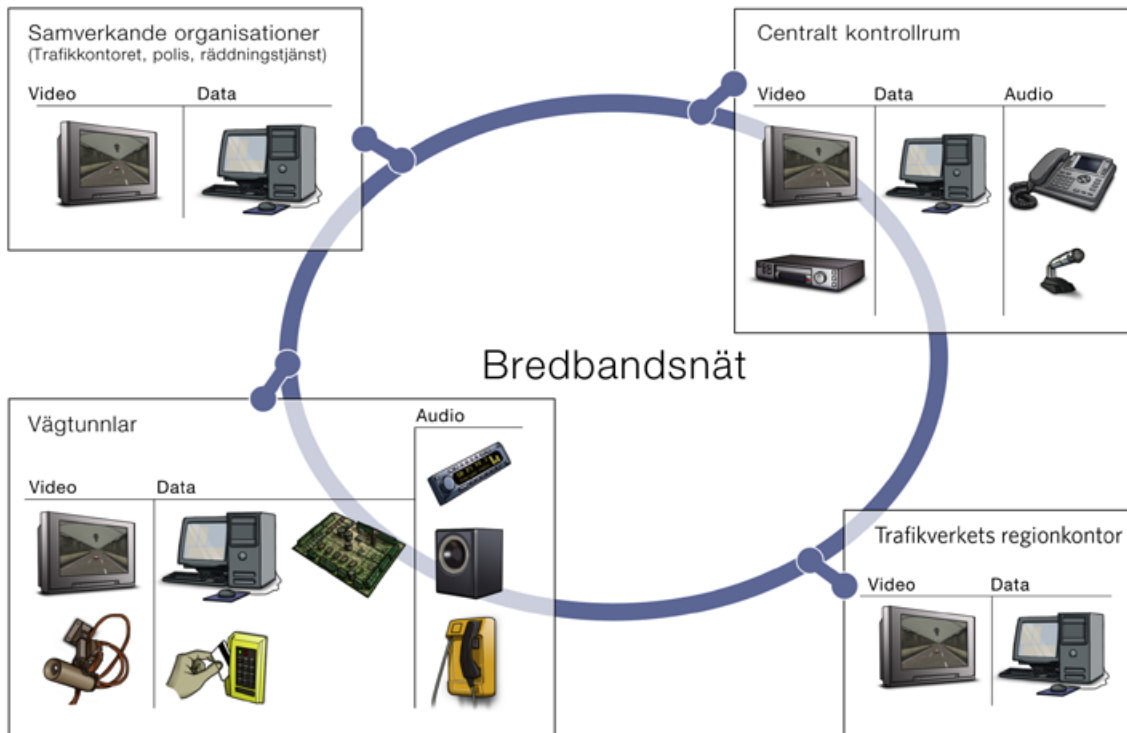 Samverkande organisationer
(Trafikkontoret, polis, räddningstjänst)
Video
Data
Centralt kontrollrum
Video
Data
Audio
Bredbandsnät
Vägtunnlar
Audio
Video
Data
Trafikverkets regionkontor
Video
Data